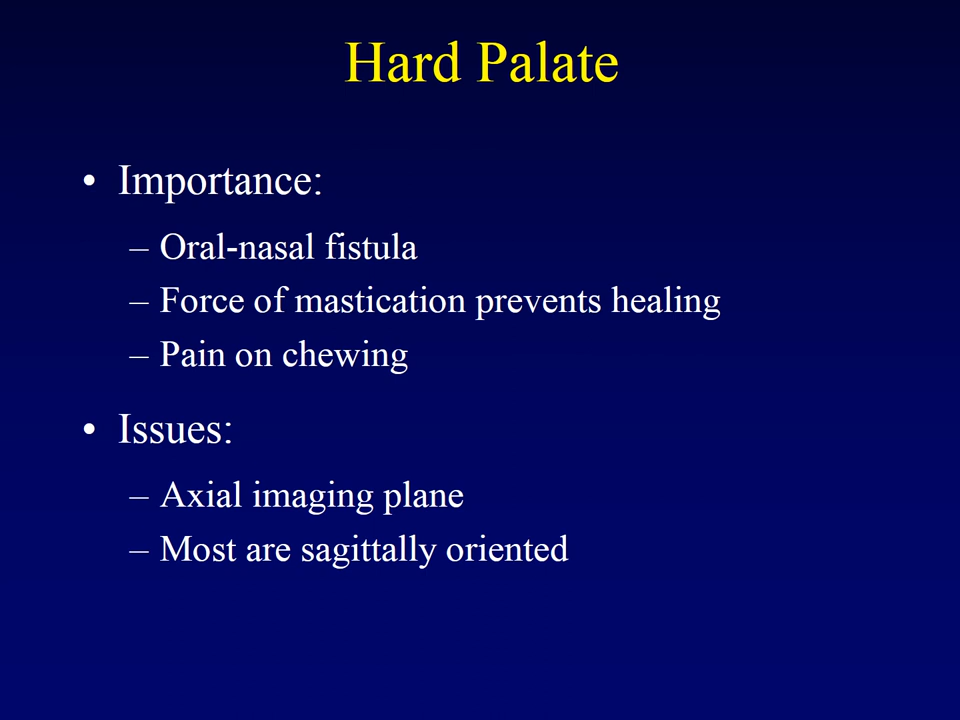 Hard Palate
• Importance:
– Oral-nasal fistula
– Force of mastication prevents healing
– Pain on chewing
• Issues:
– Axial imaging plane
– Most are sagittally oriented